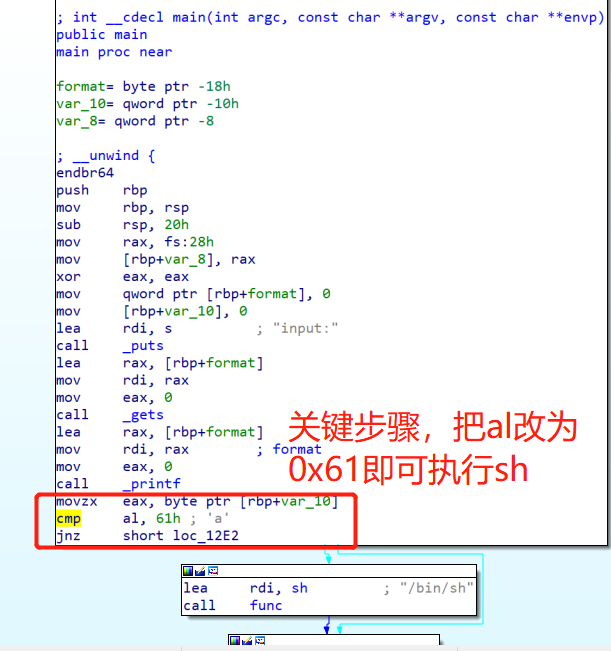 ; int __cdecl main(int argc, const char **argv, const char **envp)
public main
main proc near
format= byte ptr -18h
var_10= qword ptr -10h
var_8= qword ptr -8
; __unwind {
endbr64
push rbp
mov rbp, rsp
sub rsp, 20h
mov rax, fs:28h
mov [rbp+var_8], rax
xor eax, eax
mov qword ptr [rbp+format], 0
mov [rbp+var_10], 0
lea rdi, s ; "input:"
call _puts
lea rax, [rbp+format]
mov rdi, rax
mov eax, 0
call _gets
lea rax, [rbp+format]
mov rdi, rax ; format
mov eax, 0
call _printf
关键步骤，把al改为
0x61即可执行sh
movzx eax, byte ptr [rbp+var_10]
cmp al, 61h ; 'a'
jnz short loc_12E2
lea rdi, sh ; "/bin/sh"
call func